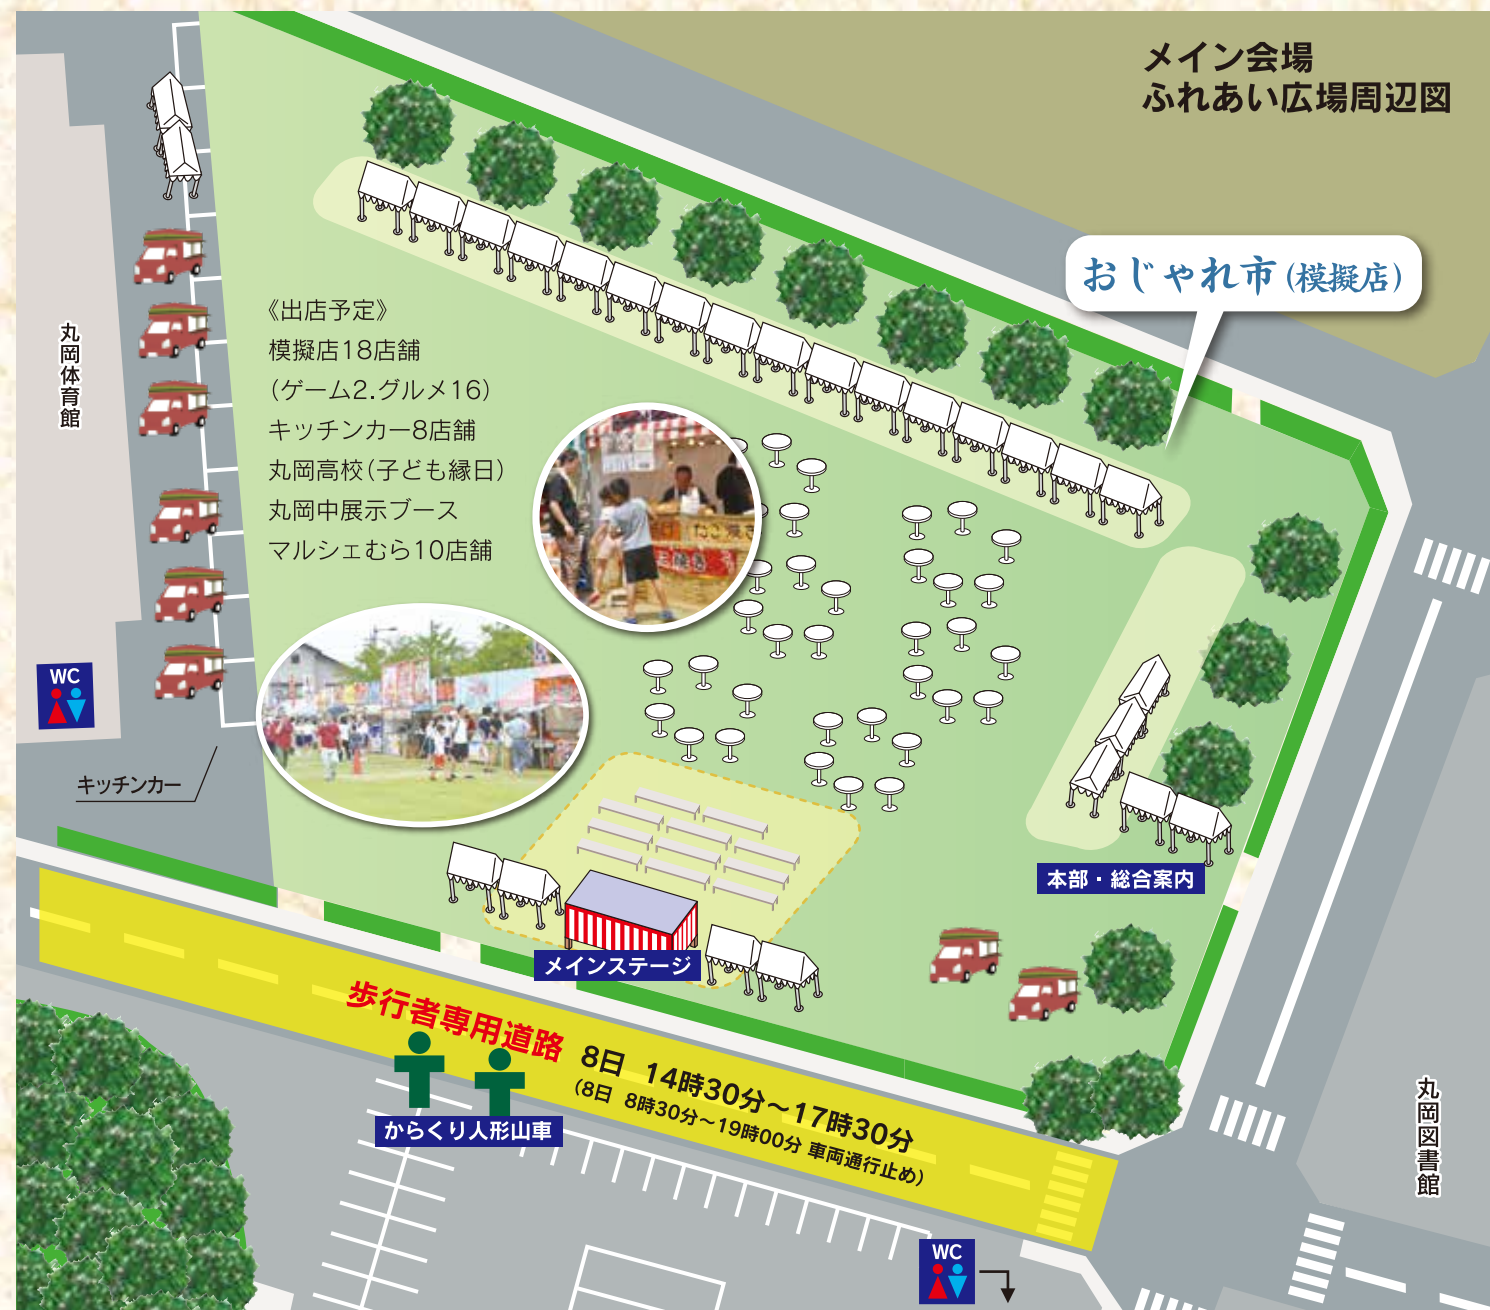 メイン会場
ふれあい広場周辺図
おじゃれ市(模擬店)
《出店予定》
模擬店18店舗
(ゲーム2.グルメ16)
キッチンカー8店舗
丸岡高校(子ども縁日)
丸岡中展示ブース
マルシェむら10店舗
丸岡体育館
たこ焼き
WC
キッチンカー
本部・総合案内
メインステージ
歩行者専用道路
8日 14時30分~17時30分
(8日 8時30分~19時00分 車両通行止め)
からくり人形山車
丸岡図書館
WC